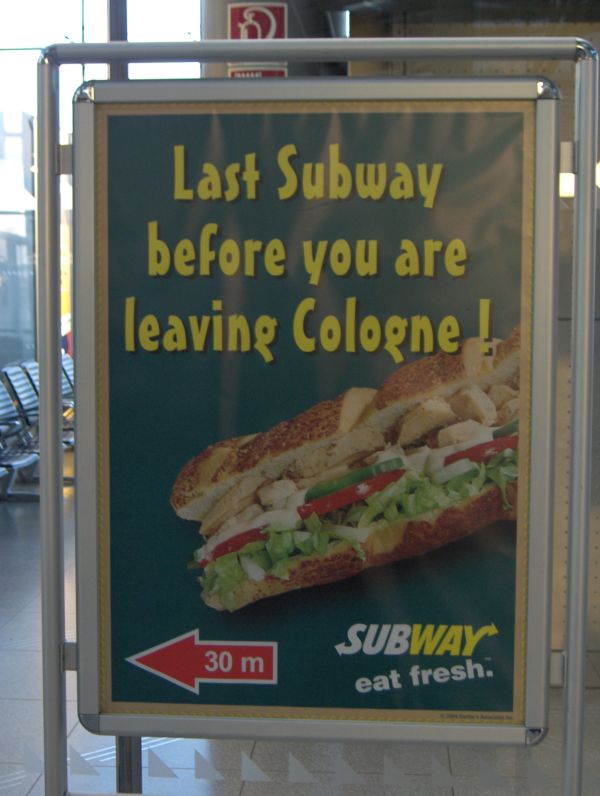 Last Subway
before you are
leaving Cologne !
30 m
SUBWAY
eat fresh.